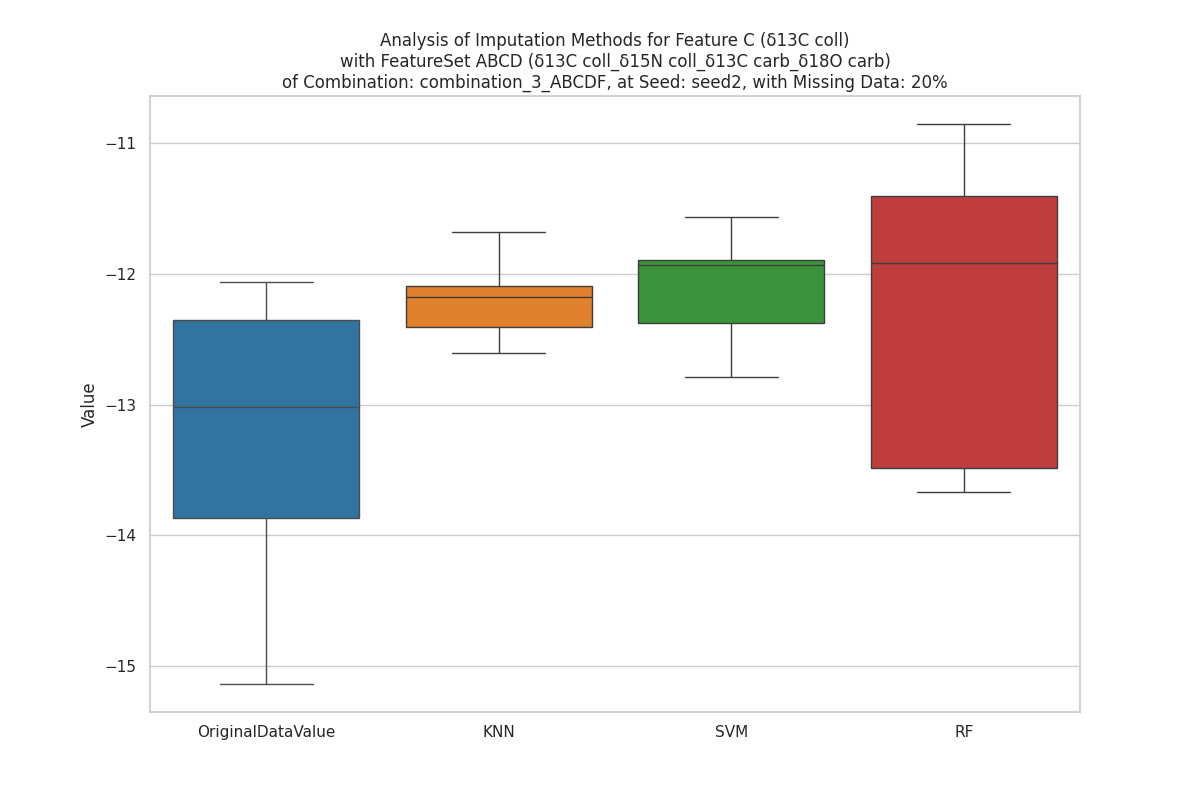 Analysis of Imputation Methods for Feature C (δ13C coll)
with FeatureSet ABCD (δ13C coll_δ15N coll_δ13C carb_δ18O carb)
of Combination: combination_3_ABCDF, at Seed: seed2, with Missing Data: 20%
−11
−12
−13
−14
−15
Value
OriginalDataValue
KNN
SVM
RF